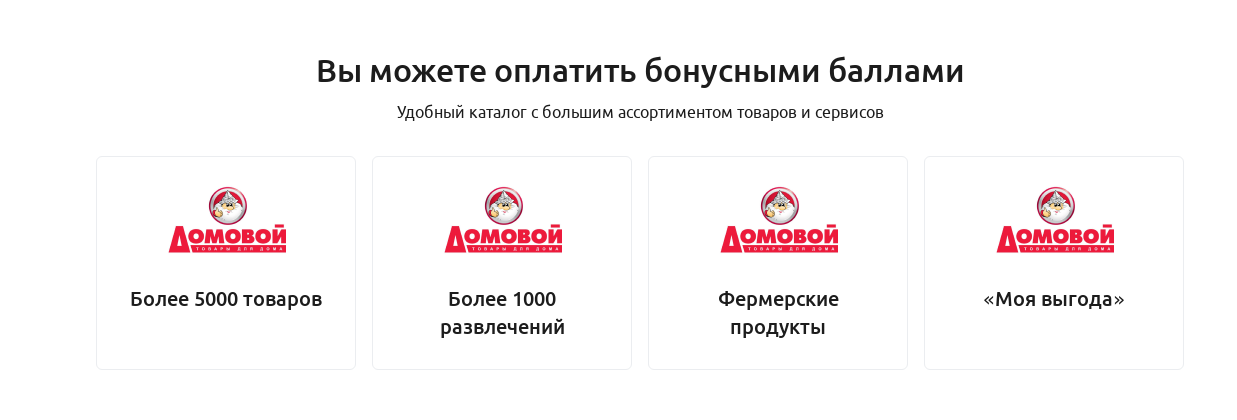 Вы можете оплатить бонусными баллами
Удобный каталог с большим ассортиментом товаров и сервисов
ДОМОВОЙ
ТОВАРЫ ДЛЯ ДОМА
Более 5000 товаров
ДОМОВОЙ
ТОВАРЫ ДЛЯ ДОМА
Более 1000
развлечений
ДОМОВОЙ
ТОВАРЫ ДЛЯ ДОМА
Фермерские
продукты
ДОМОВОЙ
ТОВАРЫ ДЛЯ ДОМА
«Моя выгода»